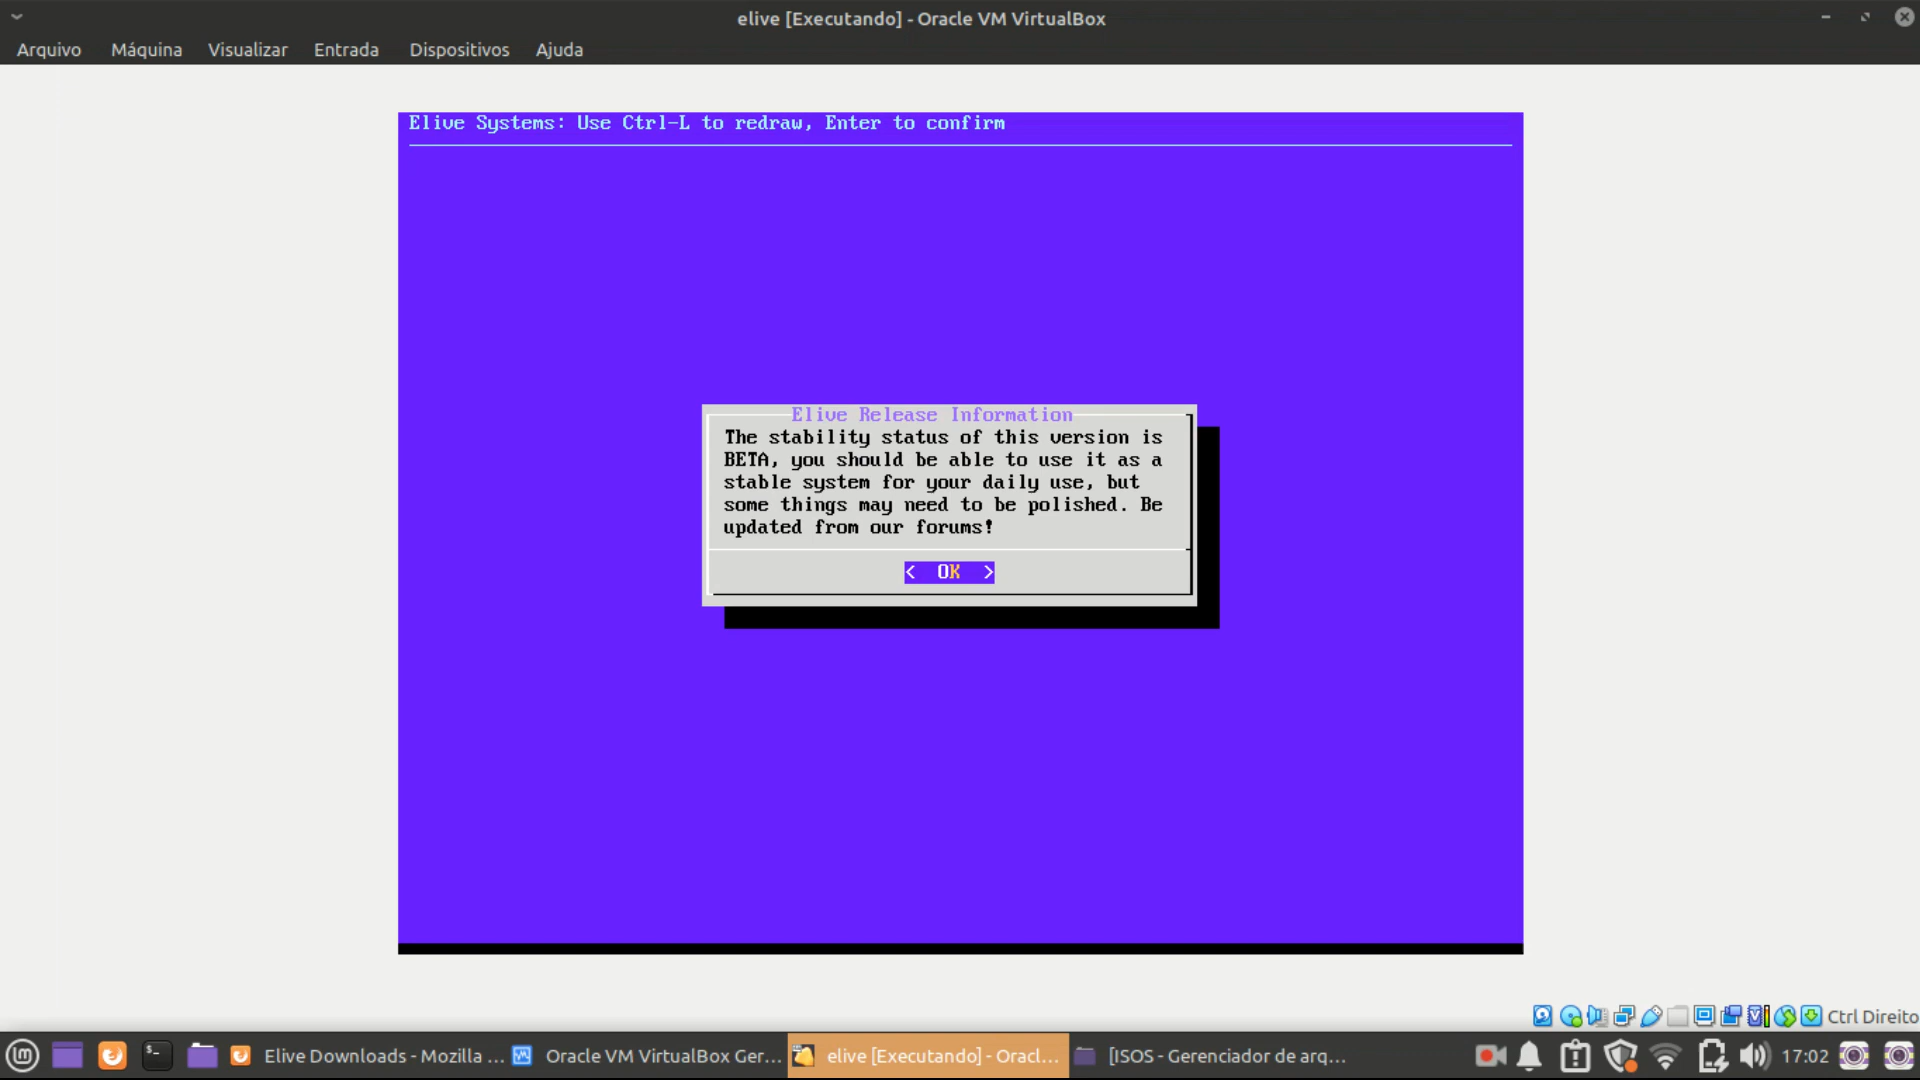 elive [Executando] - Oracle VM VirtualBox
Arquivo Máquina Visualizar Entrada Dispositivos Ajuda
Elive Systems: Use Ctrl-L to redraw, Enter to confirm
Elive Release Information
The stability status of this version is
BETA, you should be able to use it as a
stable system for your daily use, but
some things may need to be polished. Be
updated from our forums!
< OK >
Ctrl Direito
Elive Downloads - Mozilla ... Oracle VM VirtualBox Ger... elive [Executando] - Oracl... [ISOS - Gerenciador de arq... 17:02